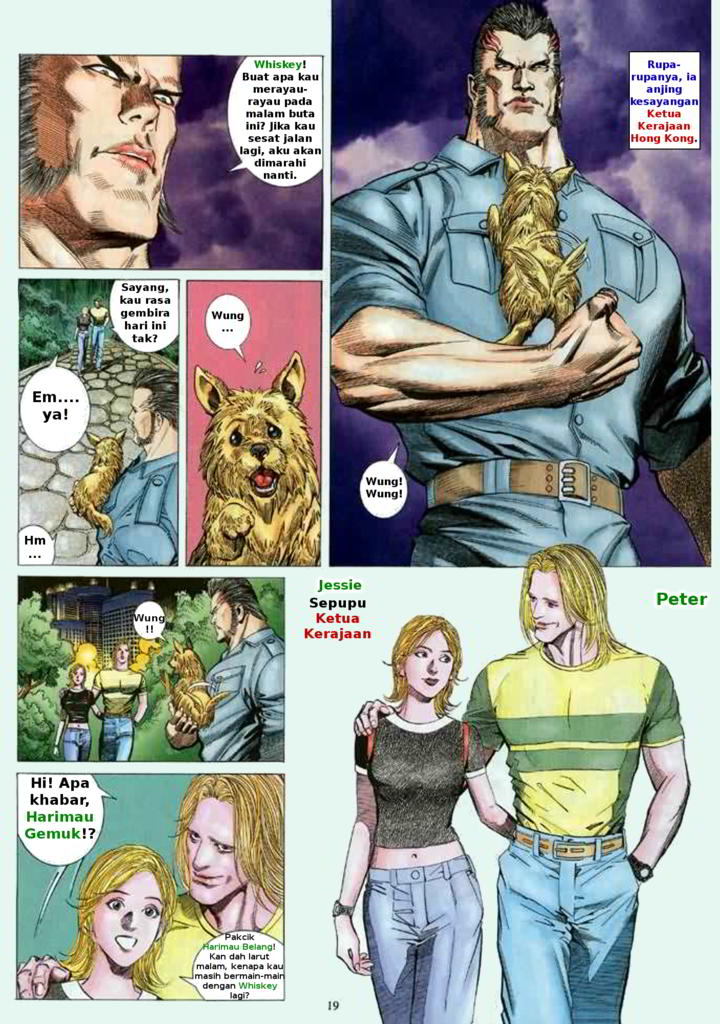 Whiskey!
Buat apa kau
merayau-
rayau pada
malam buta
ini? Jika kau
sesat jalan
lagi, aku akan
dimarahi
nanti.
Rupa-
rupanya, ia
anjing
kesayangan
Ketua
Kerajaan
Hong Kong.
Wung!
Wung!
Sayang,
kau rasa
gembira
hari ini
tak?
Em....
ya!
Hm
...
Wung
...
Wung
!!
Jessie
Sepupu
Ketua
Kerajaan
Peter
Hi! Apa
khabar,
Harimau
Gemuk!?
Pakcik
Harimau Belang!
Kan dah larut
malam, kenapa kau
masih bermain-main
dengan Whiskey
lagi?
19